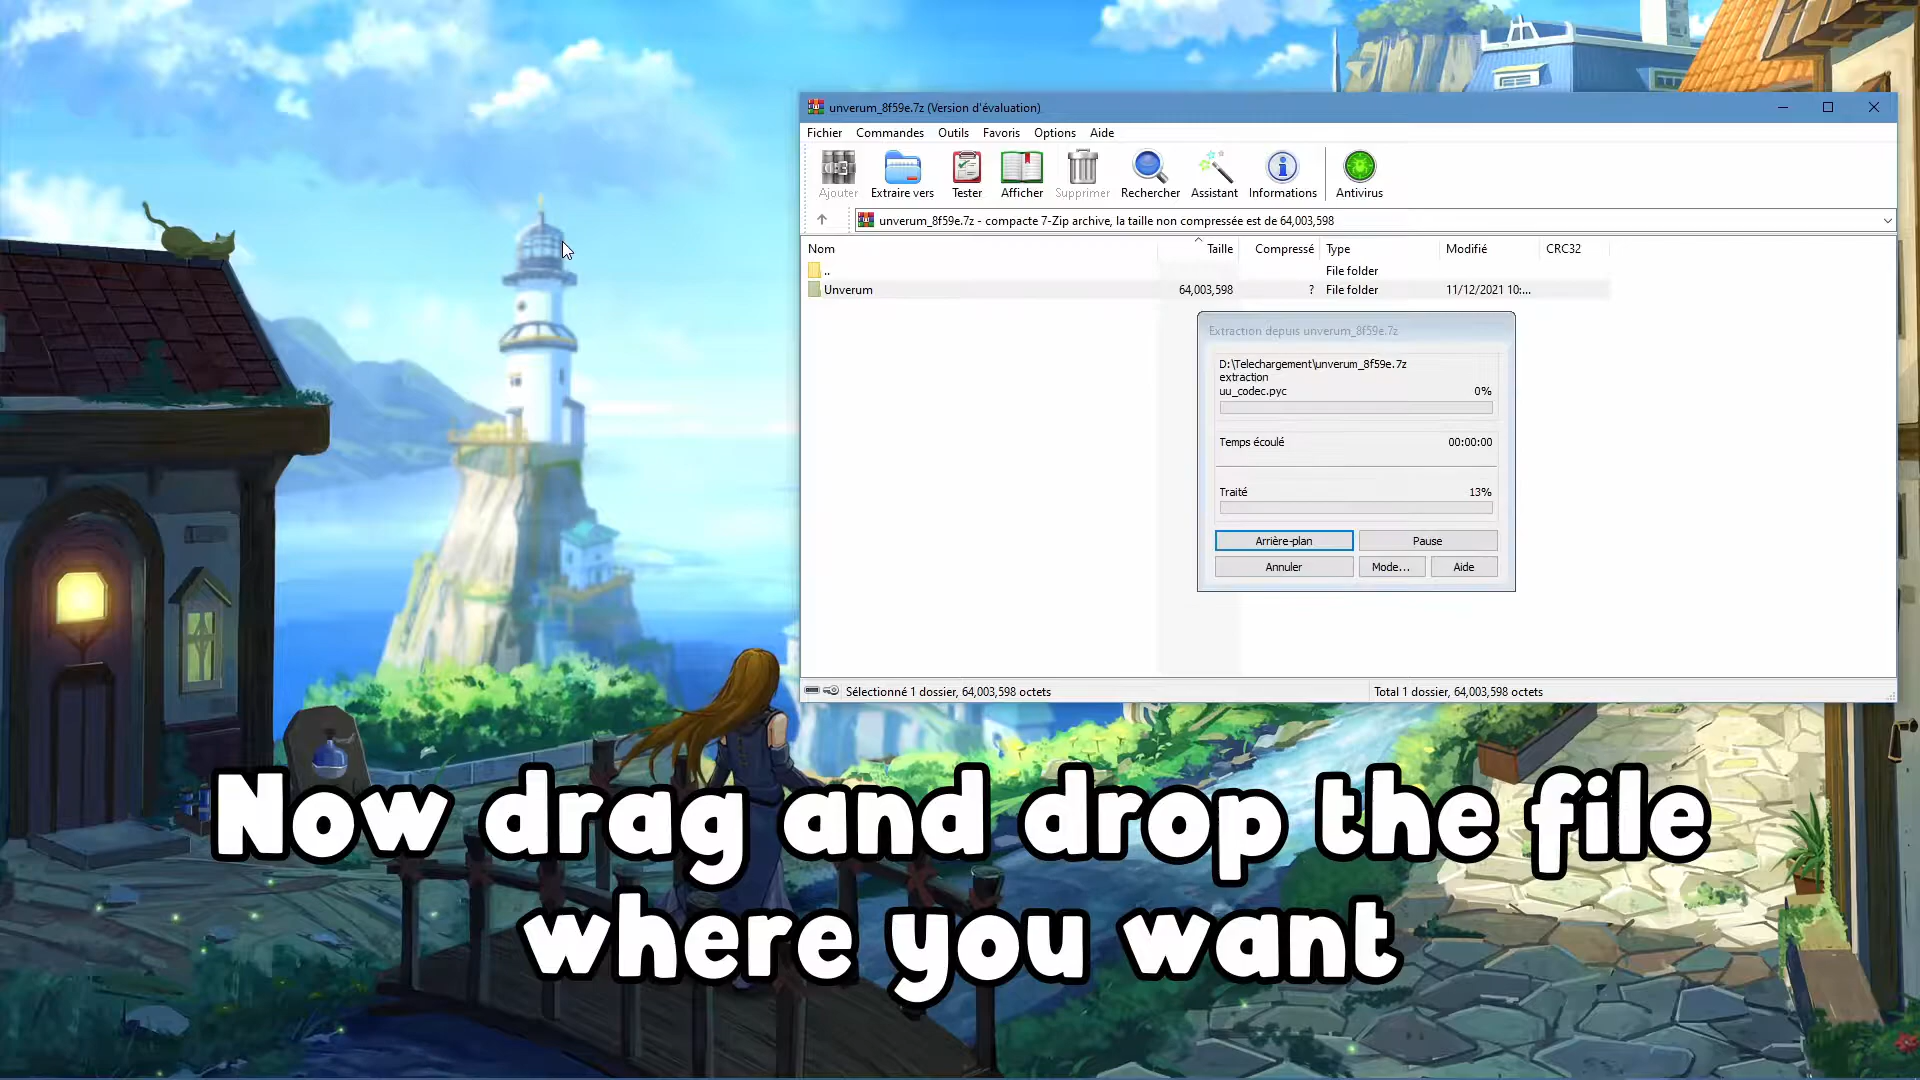 unverum_8f59e.7z (Version d'évaluation)
Fichier Commandes Outils Favoris Options Aide
Ajouter Extraire vers Tester Afficher Supprimer Rechercher Assistant Informations Antivirus
unverum_8f59e.7z - compacte 7-Zip archive, la taille non compressée est de 64,003,598
Nom Taille Compressé Type Modifié CRC32
.. File folder
Unverum 64,003,598 ? File folder 11/12/2021 10:...
Extraction depuis unverum_8f59e.7z
D:\Telechargement\unverum_8f59e.7z
extraction
uu_codec.pyc 0%
Temps écoulé 00:00:00
Traité 13%
Arrière-plan Pause
Annuler Mode... Aide
Sélectionné 1 dossier, 64,003,598 octets Total 1 dossier, 64,003,598 octets
Now drag and drop the file
where you want